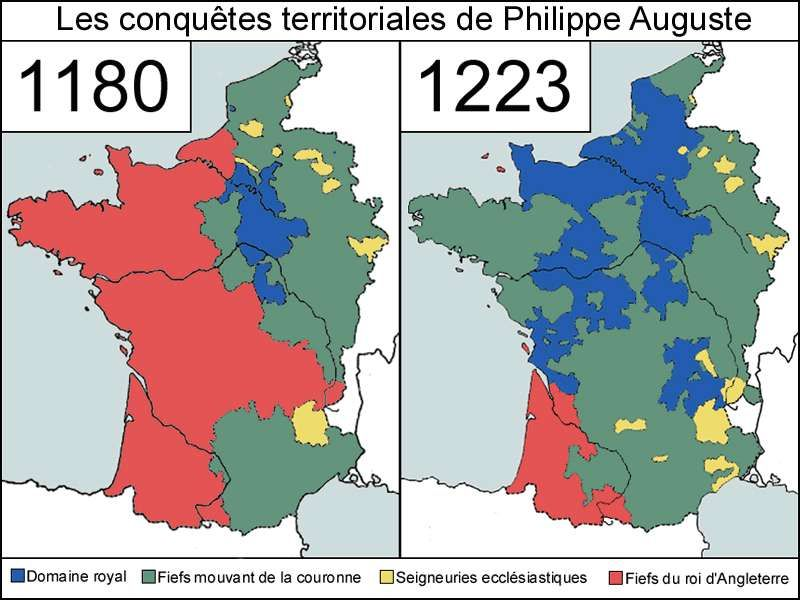 Les conquêtes territoriales de Philippe Auguste
1180
1223
Domaine royal
Fiefs mouvant de la couronne
Seigneuries ecclésiastiques
Fiefs du roi d'Angleterre